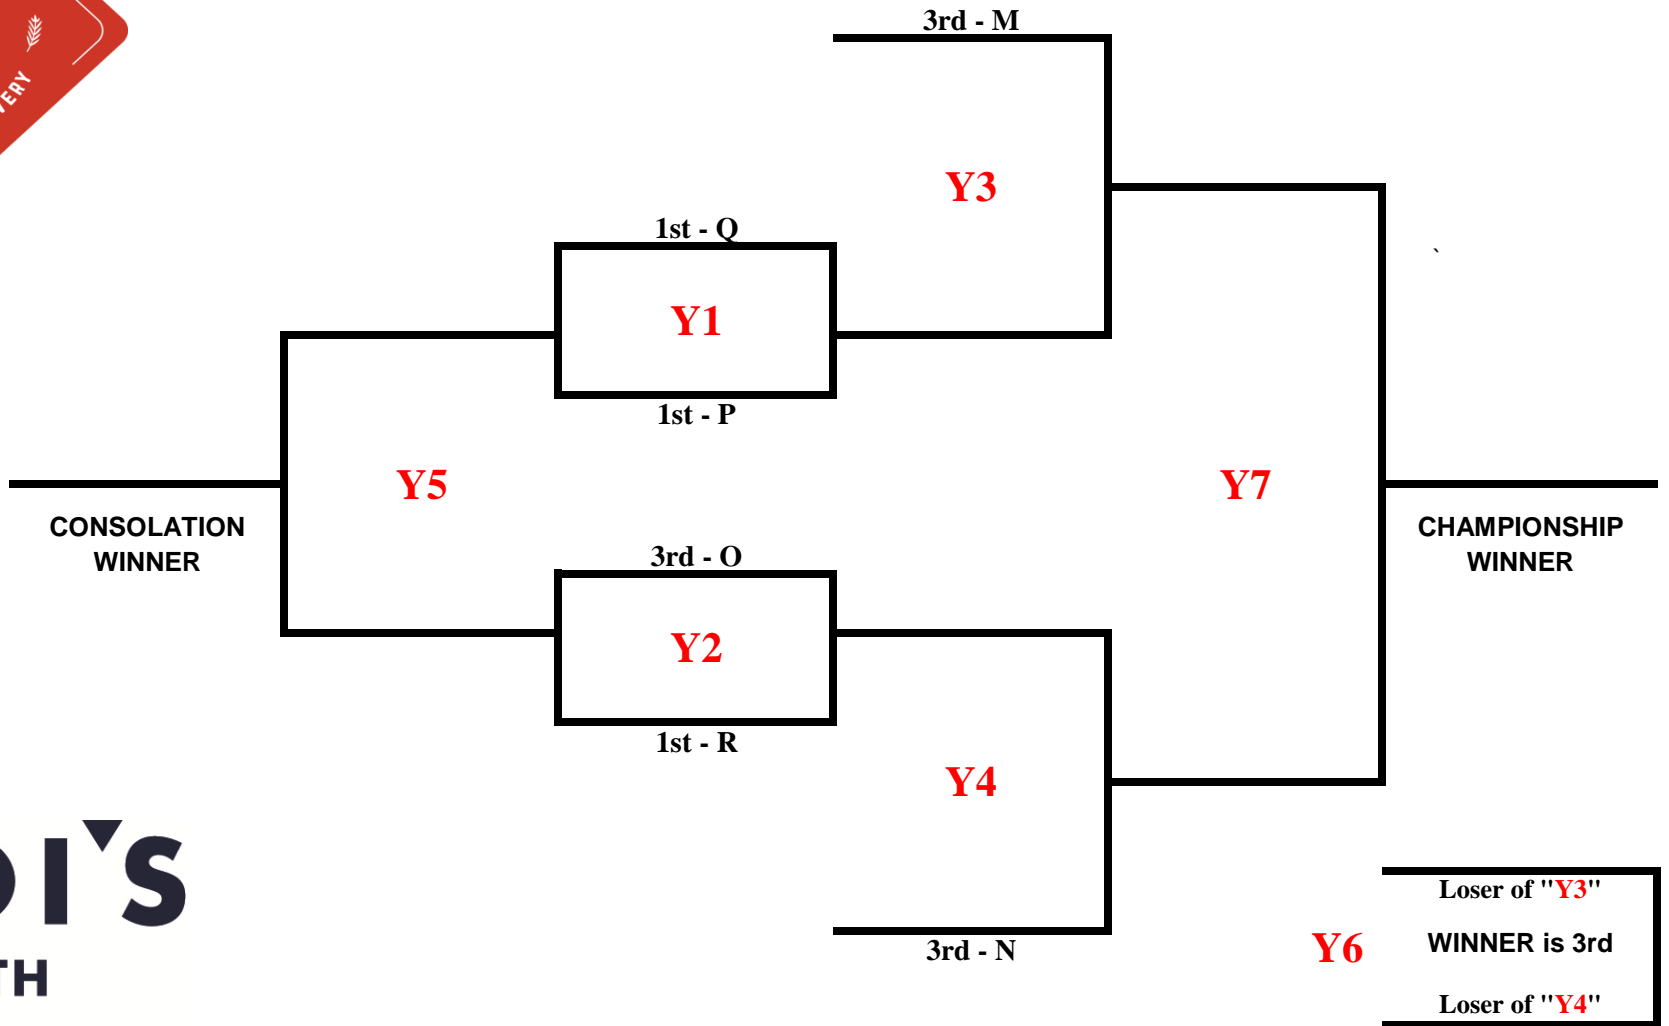 3rd - M
Y3
1st - Q
Y1
1st - P
Y5
Y7
CONSOLATION
WINNER
CHAMPIONSHIP
WINNER
3rd - O
Y2
1st - R
Y4
3rd - N
Loser of "Y3"
Y6
WINNER is 3rd
Loser of "Y4"